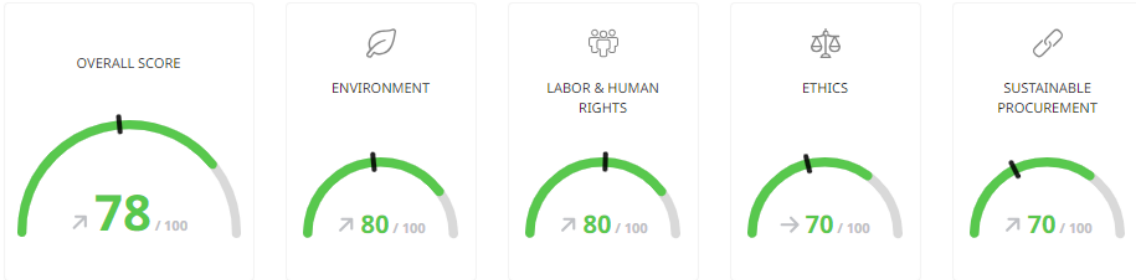 OVERALL SCORE
78 / 100
ENVIRONMENT
80 / 100
LABOR & HUMAN
RIGHTS
80 / 100
ETHICS
70 / 100
SUSTAINABLE
PROCUREMENT
70 / 100